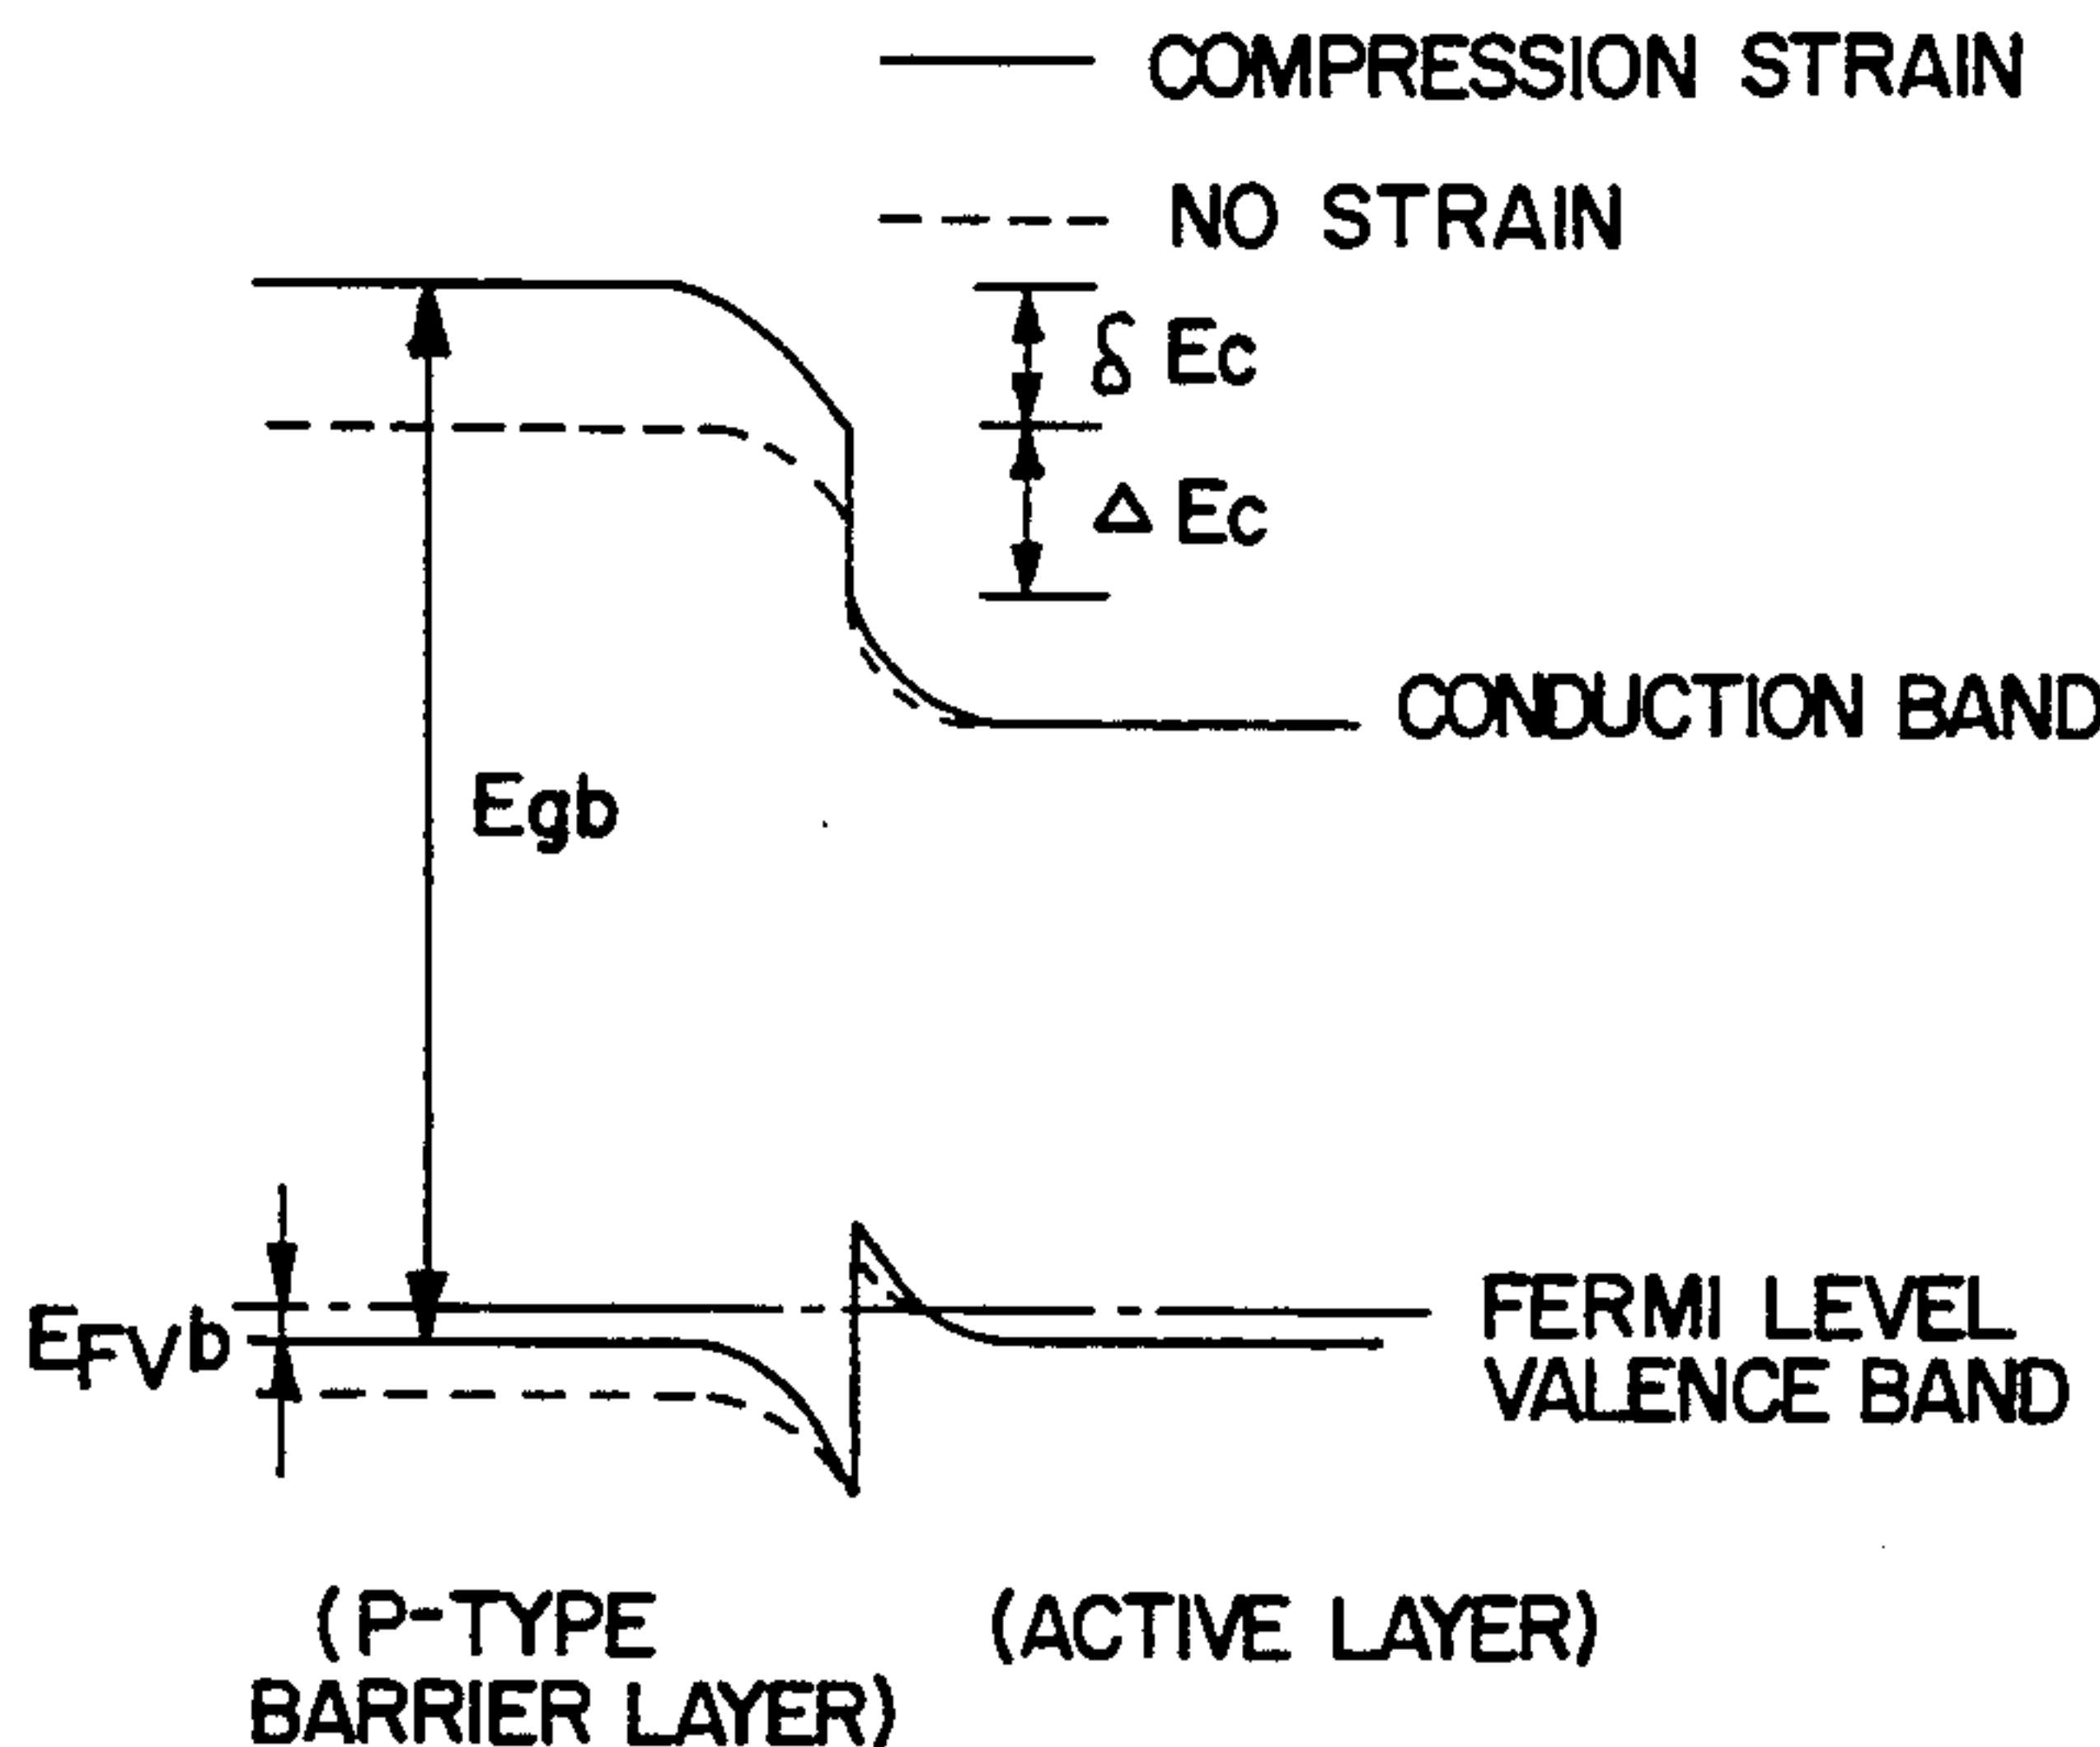 COMPRESSION STRAIN
NO STRAIN
δ Ec
Δ Ec
CONDUCTION BAND
Egb
EFVb
FERMI LEVEL
VALENCE BAND
(P-TYPE
BARRIER LAYER)
(ACTIVE LAYER)